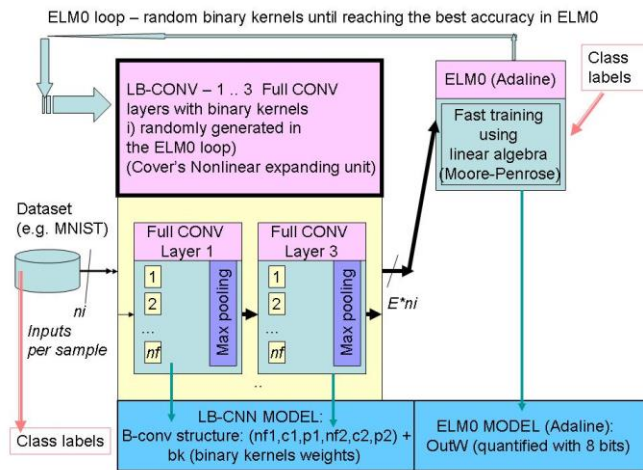 ELM0 loop – random binary kernels until reaching the best accuracy in ELM0
LB-CONV – 1 .. 3 Full CONV
layers with binary kernels
i) randomly generated in
the ELM0 loop)
(Cover's Nonlinear expanding unit)
ELM0 (Adaline)
Fast training
using
linear algebra
(Moore-Penrose)
Class
labels
Dataset
(e.g. MNIST)
ni
Inputs
per sample
Class labels
Full CONV
Layer 1
1
2
...
nf
Max pooling
Full CONV
Layer 3
1
2
...
nf
Max pooling
E*ni
..
LB-CNN MODEL:
B-conv structure: (nf1,c1,p1,nf2,c2,p2) +
bk (binary kernels weights)
ELM0 MODEL (Adaline):
OutW (quantified with 8 bits)